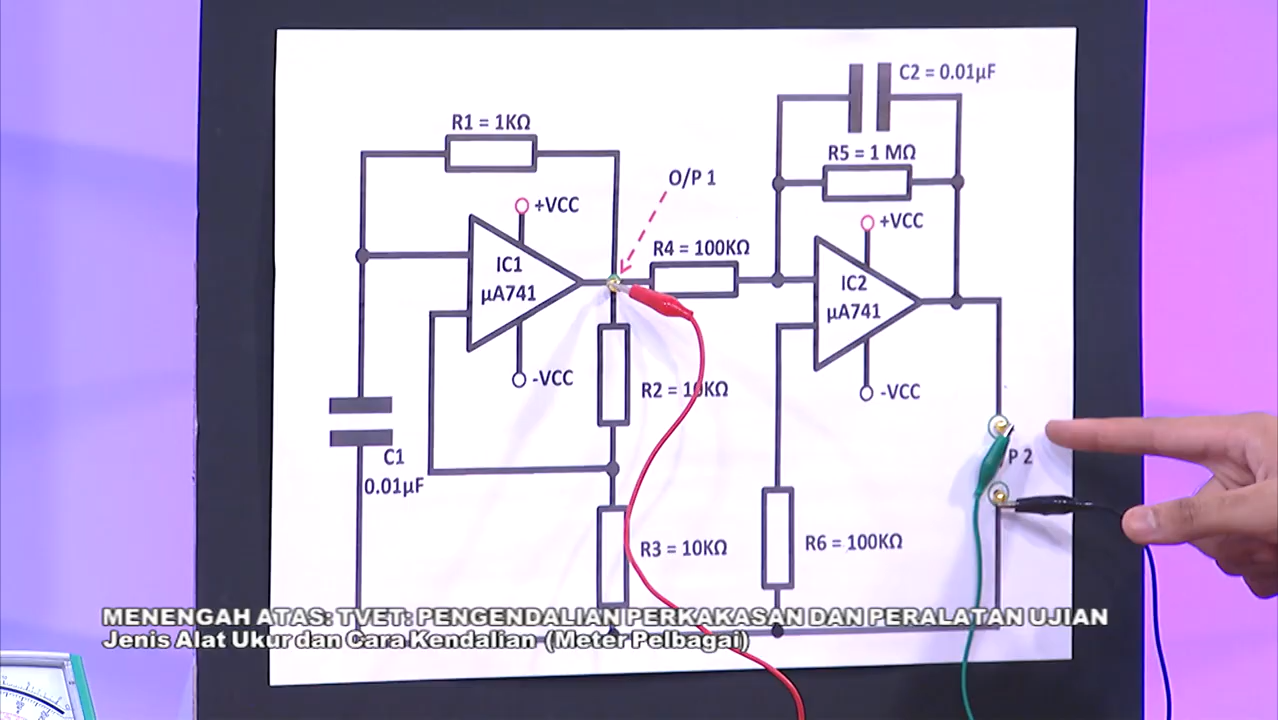 C2 = 0.01µF
R1 = 1KΩ
R5 = 1 MΩ
O/P 1
+VCC
+VCC
R4 = 100KΩ
IC1
µA741
IC2
µA741
-VCC
-VCC
R2 = 10KΩ
C1
0.01µF
P 2
R3 = 10KΩ
R6 = 100KΩ
MENENGAH ATAS: TVET: PENGENDALIAN PERKAKASAN DAN PERALATAN UJIAN
Jenis Alat Ukur dan Cara Kendalian (Meter Pelbagai)